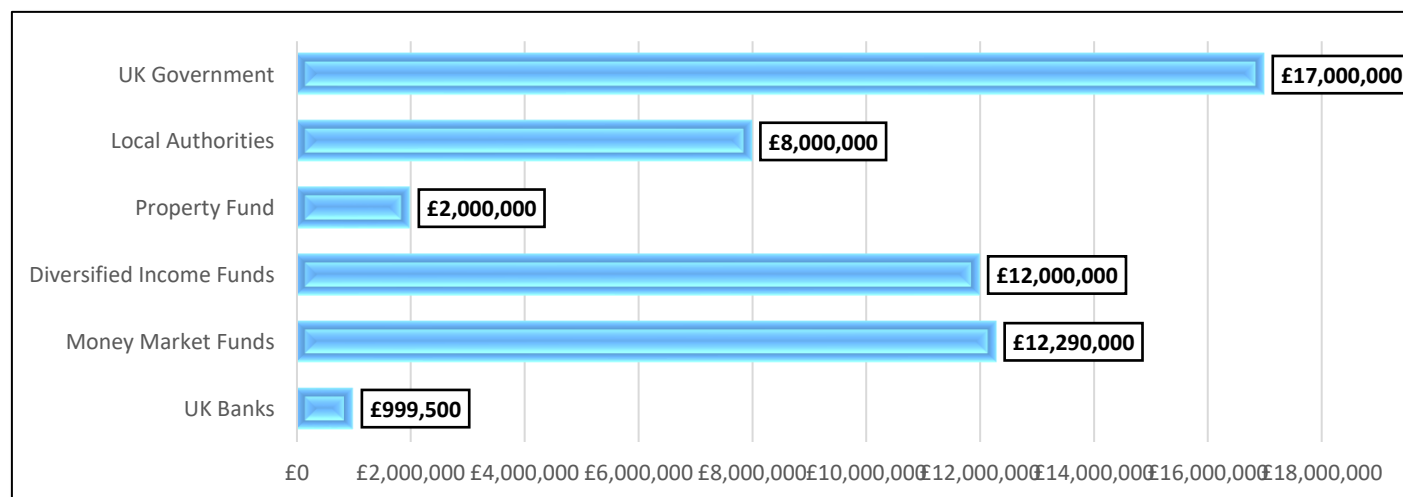 UK Government
£17,000,000
Local Authorities
£8,000,000
Property Fund
£2,000,000
Diversified Income Funds
£12,000,000
Money Market Funds
£12,290,000
UK Banks
£999,500
£0 £2,000,000 £4,000,000 £6,000,000 £8,000,000 £10,000,000 £12,000,000 £14,000,000 £16,000,000 £18,000,000